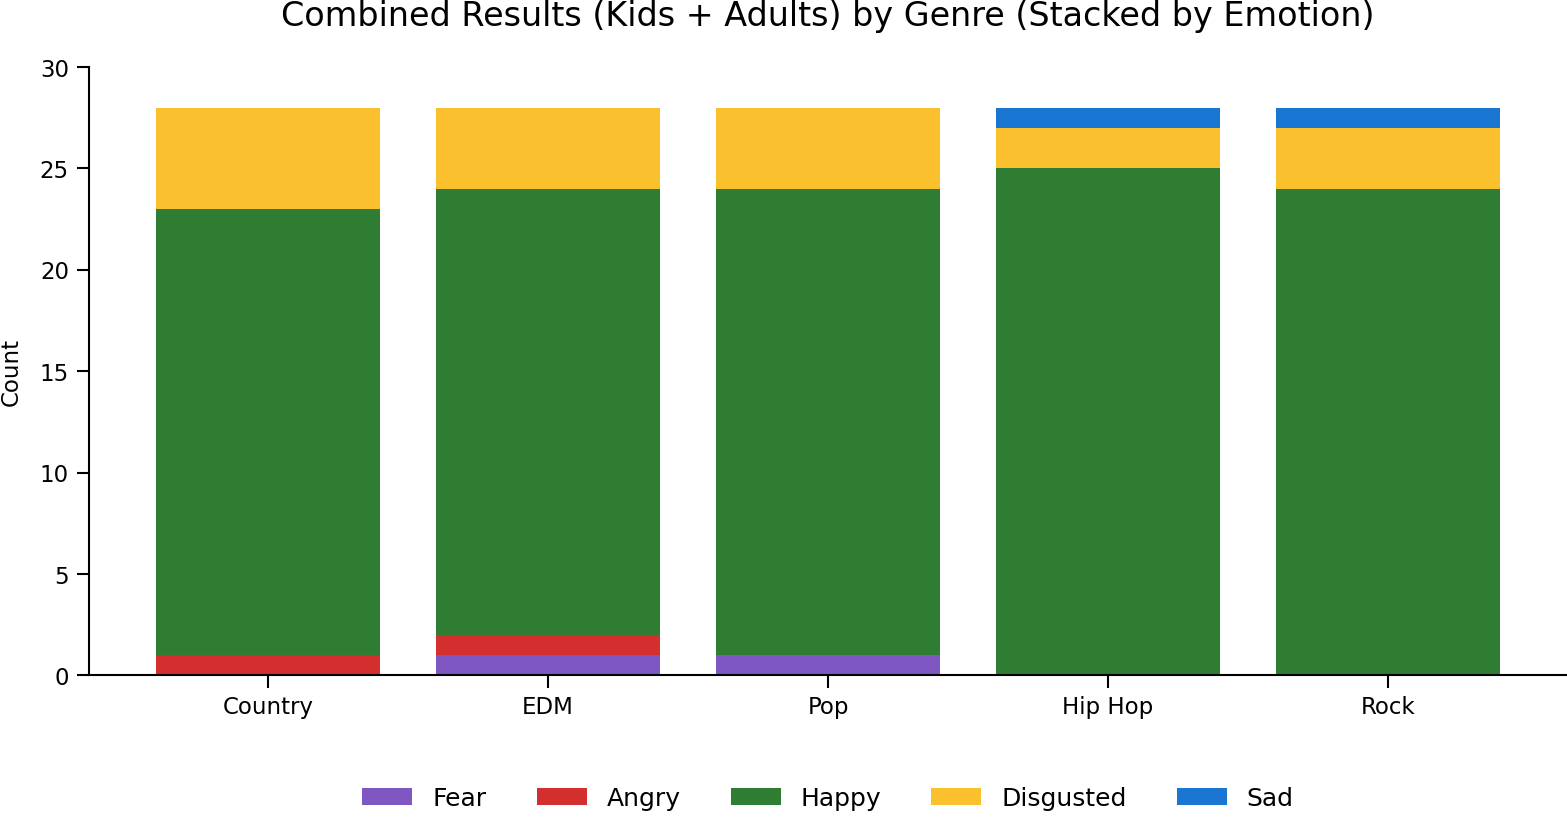 Combined Results (Kids + Adults) by Genre (Stacked by Emotion)
30
25
20
15
10
5
0
Count
Country EDM Pop Hip Hop Rock
Fear Angry Happy Disgusted Sad